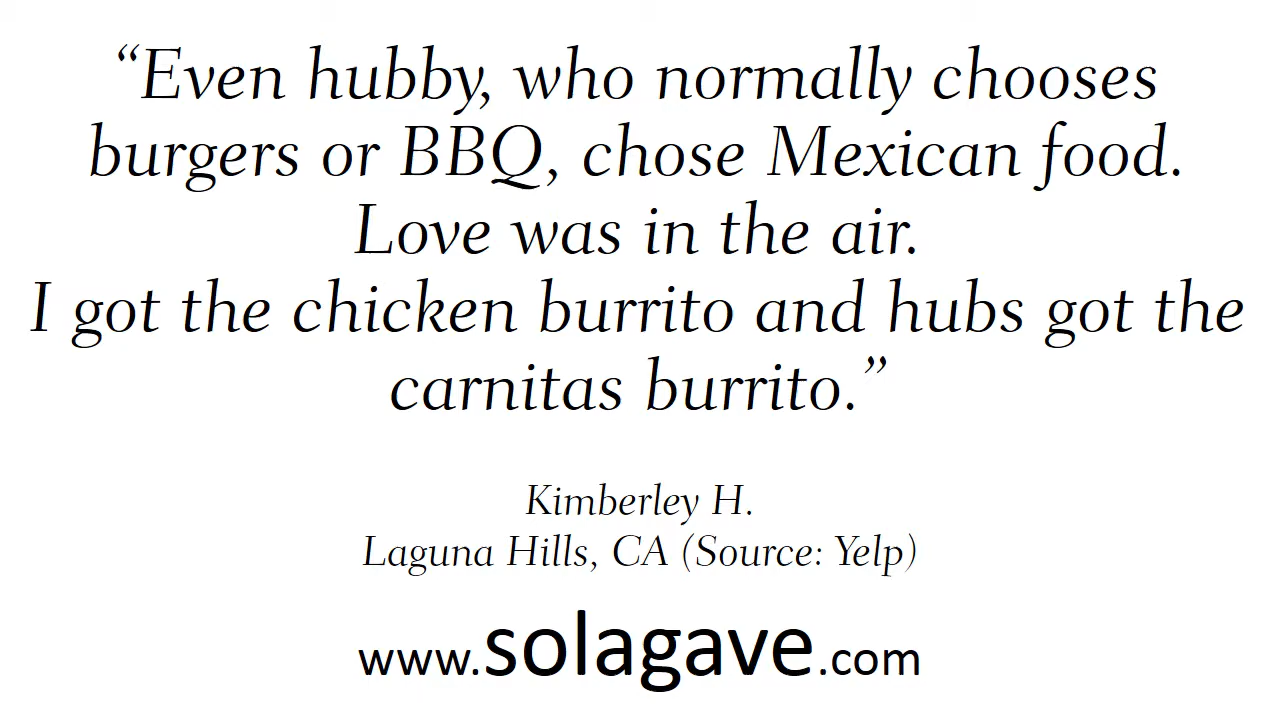 “Even hubby, who normally chooses
burgers or BBQ, chose Mexican food.
Love was in the air.
I got the chicken burrito and hubs got the
carnitas burrito.”
Kimberley H.
Laguna Hills, CA (Source: Yelp)
www.solagave.com